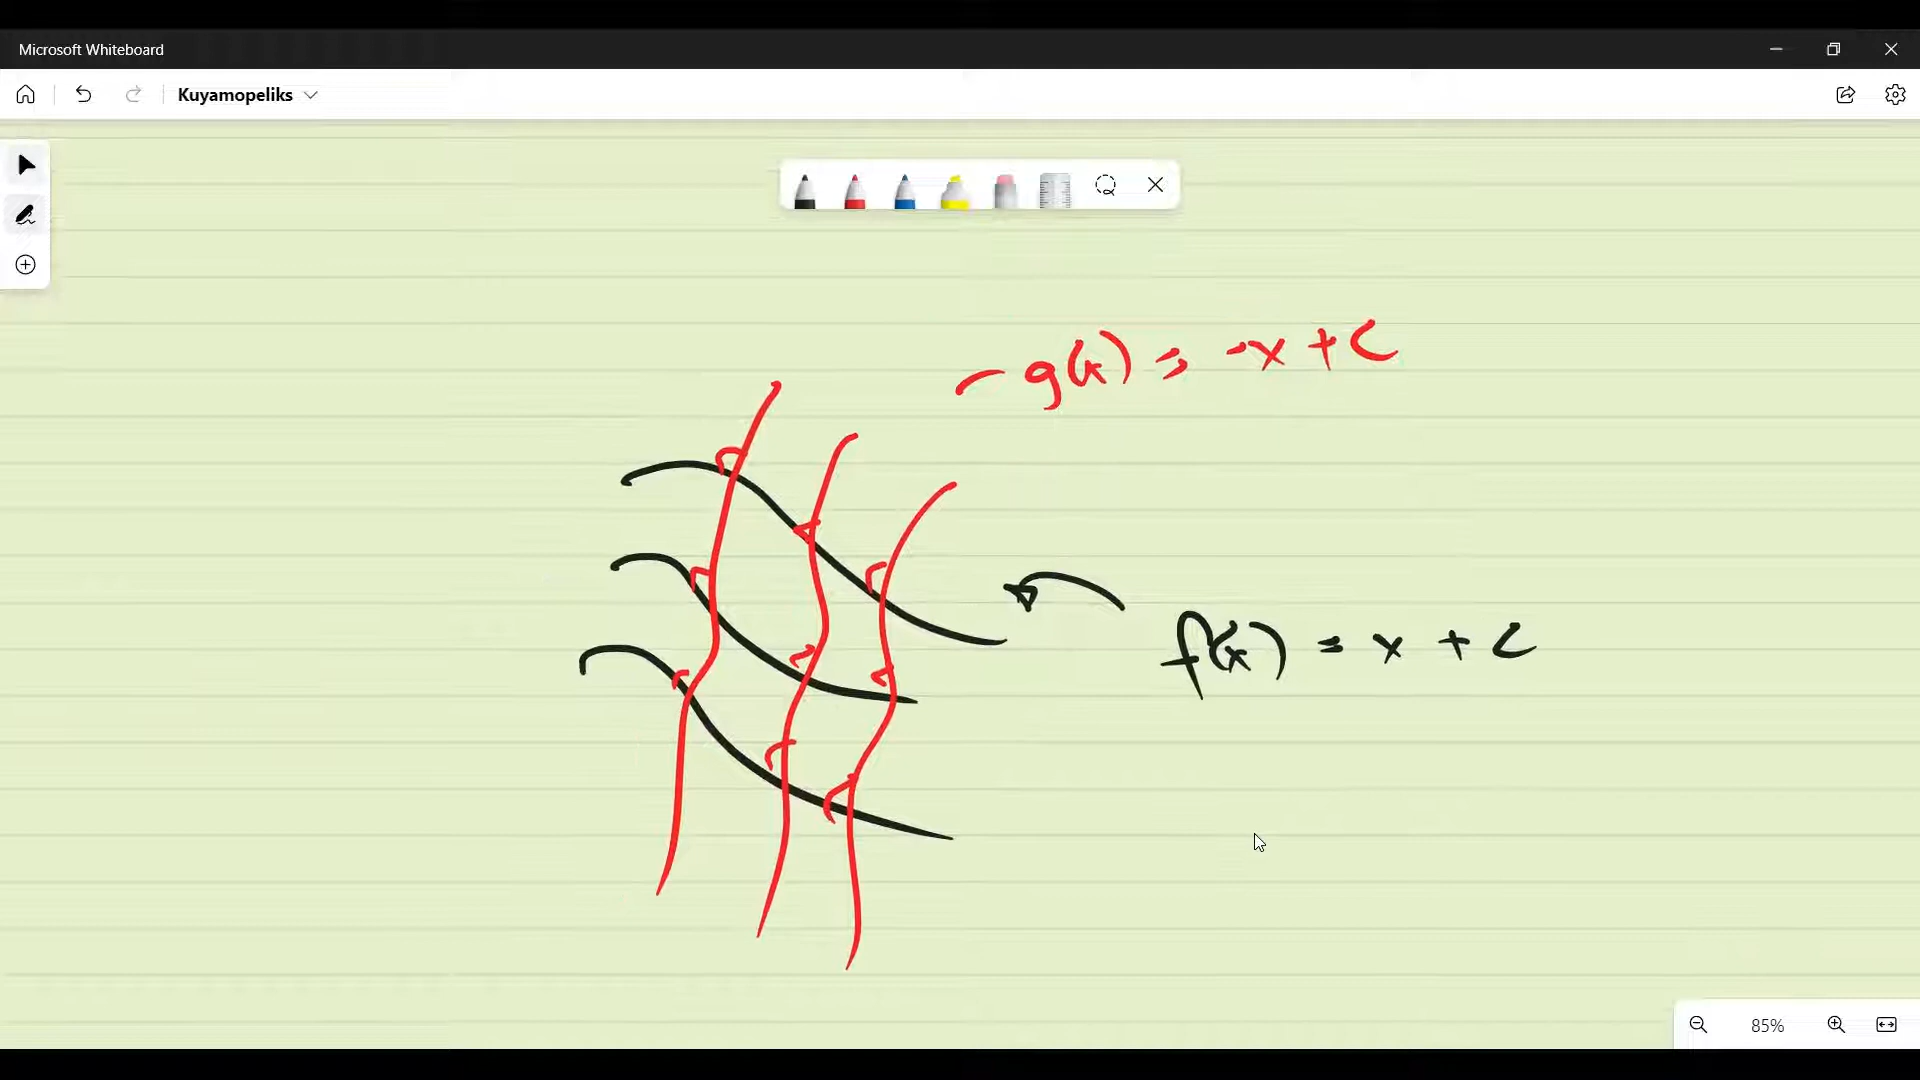 Microsoft Whiteboard
Kuyamopeliks
g(x) = -x + C
f(x) = x + C
85%